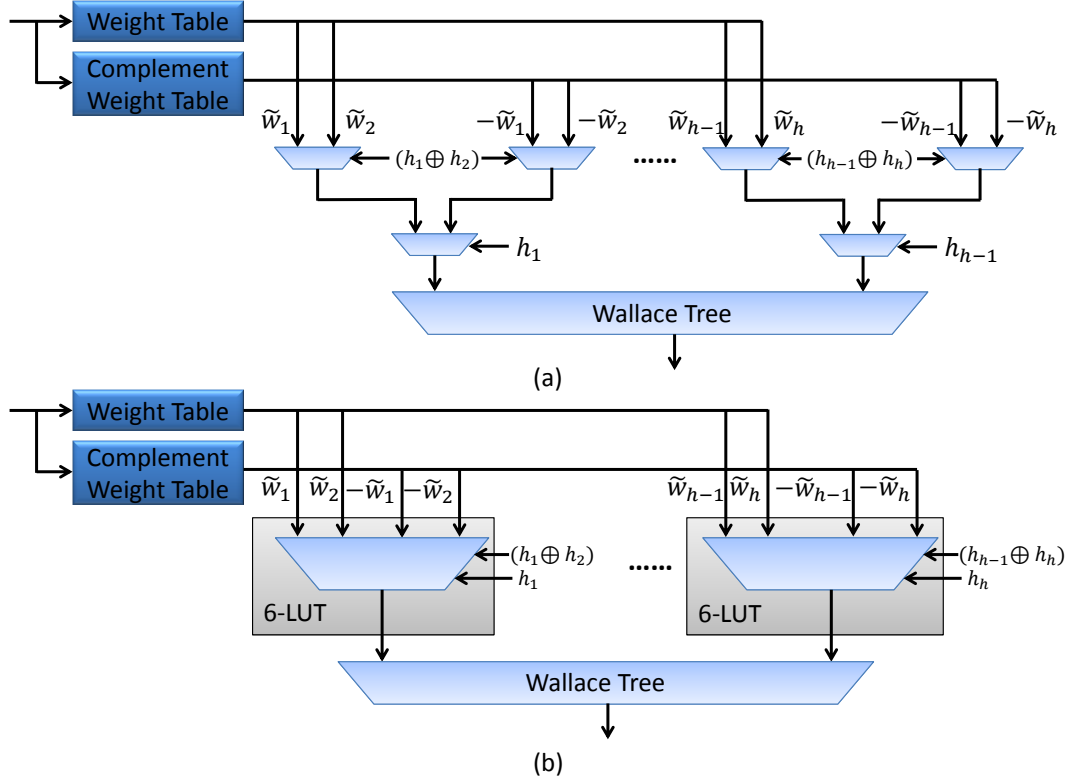 Weight Table
Complement
Weight Table
w̃₁ w̃₂ −w̃₁ −w̃₂ w̃ₕ₋₁ w̃ₕ −w̃ₕ₋₁ −w̃ₕ
(h₁⊕ h₂) ...... (hₕ₋₁⊕ hₕ)
h₁ hₕ₋₁
Wallace Tree
(a)
Weight Table
Complement
Weight Table
w̃₁ w̃₂ −w̃₁ −w̃₂ w̃ₕ₋₁ w̃ₕ −w̃ₕ₋₁ −w̃ₕ
(h₁⊕ h₂) ...... (hₕ₋₁⊕ hₕ)
h₁ hₕ
6-LUT 6-LUT
Wallace Tree
(b)